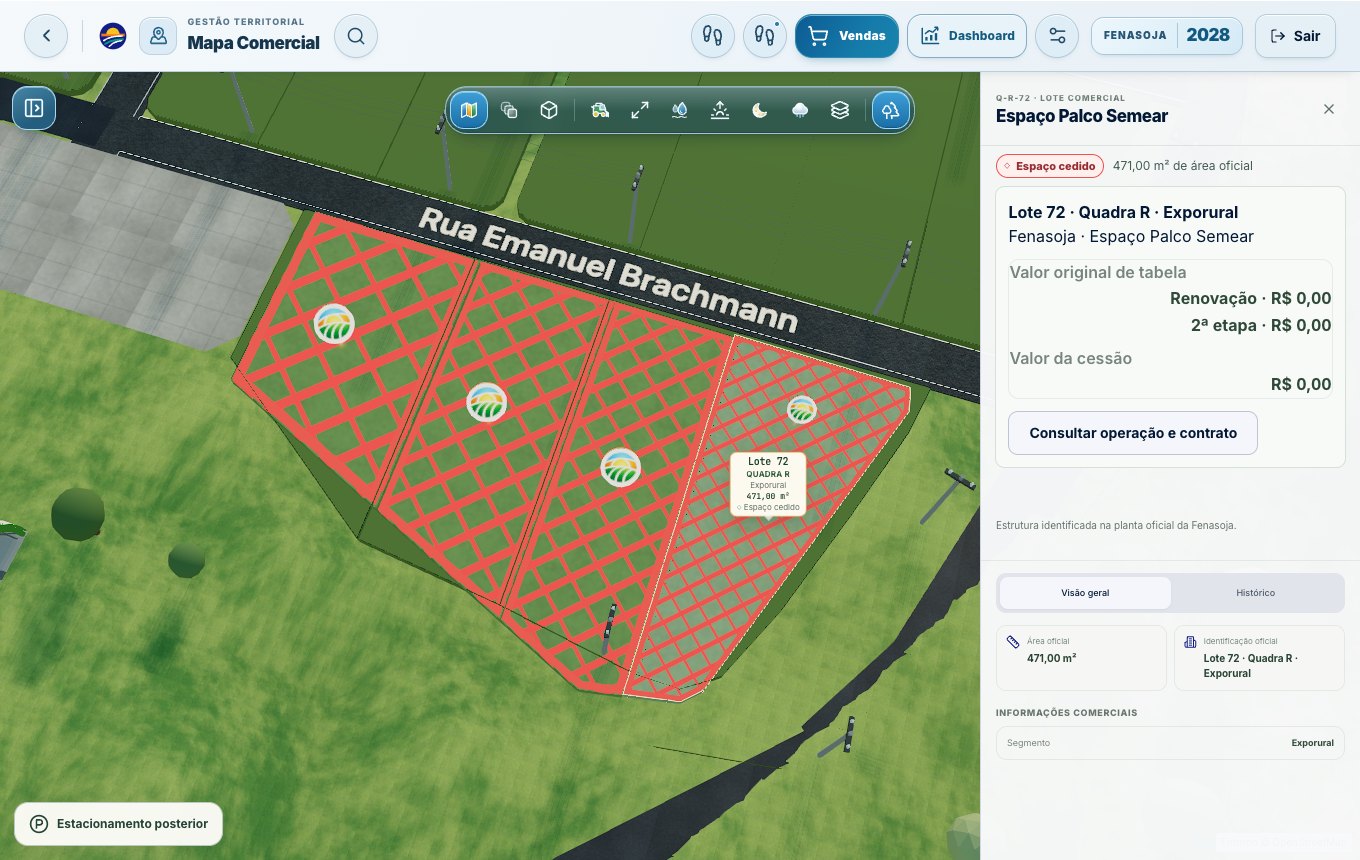 GESTÃO TERRITORIAL
Mapa Comercial
Vendas
Dashboard
FENASOJA 2028
Sair
Rua Emanuel Brachmann
Lote 72
QUADRA R
Exporural
471,00 m²
Espaço cedido
P Estacionamento posterior
Q-R-72 · LOTE COMERCIAL
Espaço Palco Semear
Espaço cedido
471,00 m² de área oficial
Lote 72 · Quadra R · Exporural
Fenasoja · Espaço Palco Semear
Valor original de tabela
Renovação · R$ 0,00
2ª etapa · R$ 0,00
Valor da cessão
R$ 0,00
Consultar operação e contrato
Estrutura identificada na planta oficial da Fenasoja.
Visão geral
Histórico
Área oficial
471,00 m²
Identificação oficial
Lote 72 · Quadra R ·
Exporural
INFORMAÇÕES COMERCIAIS
Segmento
Exporural